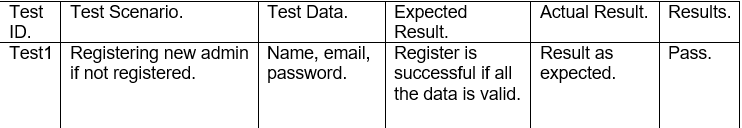 Test ID.
Test Scenario.
Test Data.
Expected Result.
Actual Result.
Results.
Test1
Registering new admin
if not registered.
Name, email,
password.
Register is
successful if all
the data is valid.
Result as
expected.
Pass.